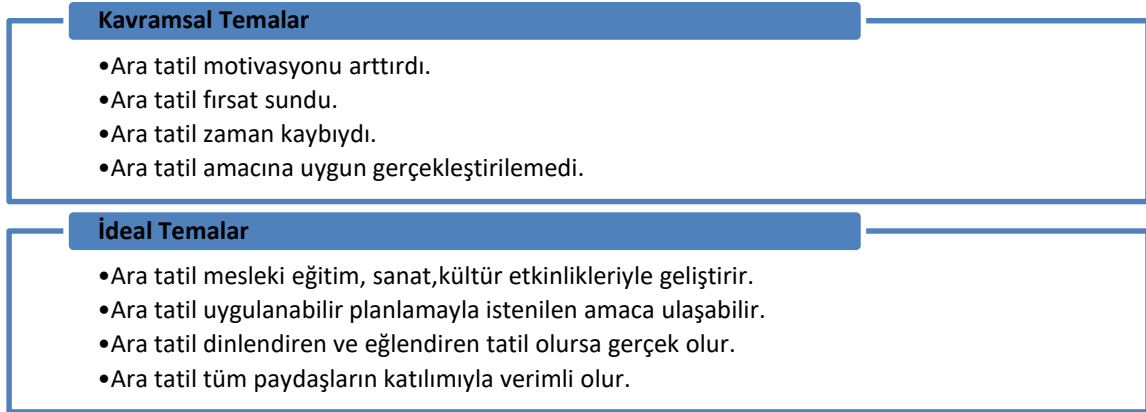 Kavramsal Temalar
•Ara tatil motivasyonu arttırdı.
•Ara tatil fırsat sundu.
•Ara tatil zaman kaybıydı.
•Ara tatil amacına uygun gerçekleştirilemedi.
İdeal Temalar
•Ara tatil mesleki eğitim, sanat,kültür etkinlikleriyle geliştirir.
•Ara tatil uygulanabilir planlamayla istenilen amaca ulaşabilir.
•Ara tatil dinlendiren ve eğlendiren tatil olursa gerçek olur.
•Ara tatil tüm paydaşların katılımıyla verimli olur.